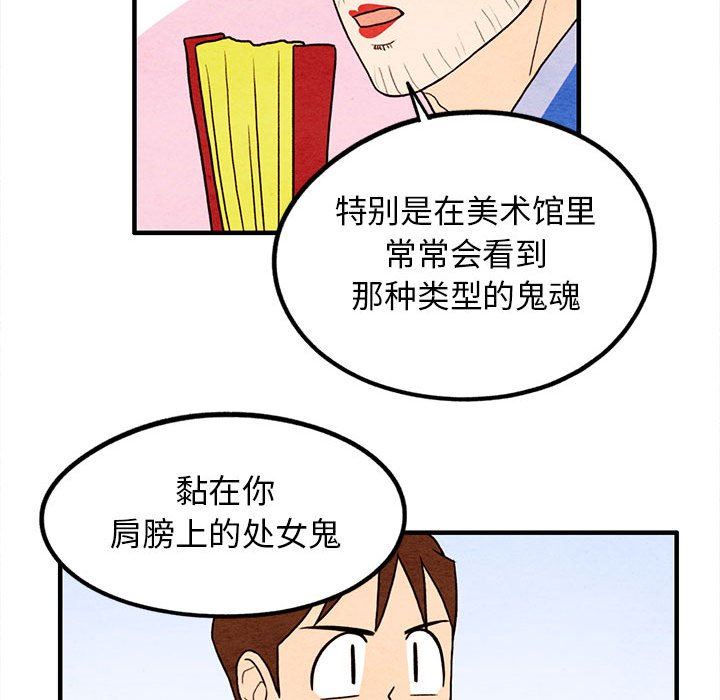 特别是在美术馆里
常常会看到
那种类型的鬼魂
黏在你
肩膀上的处女鬼